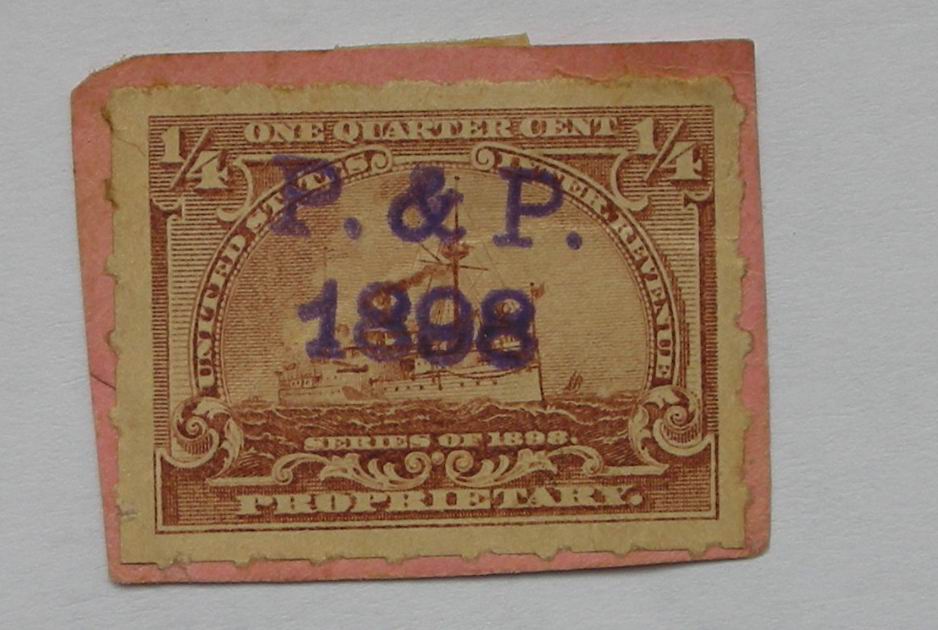 1/4 ONE QUARTER CENT 1/4
UNITED STATES INTER. REVENUE
P. & P.
1898
SERIES OF 1898.
PROPRIETARY.